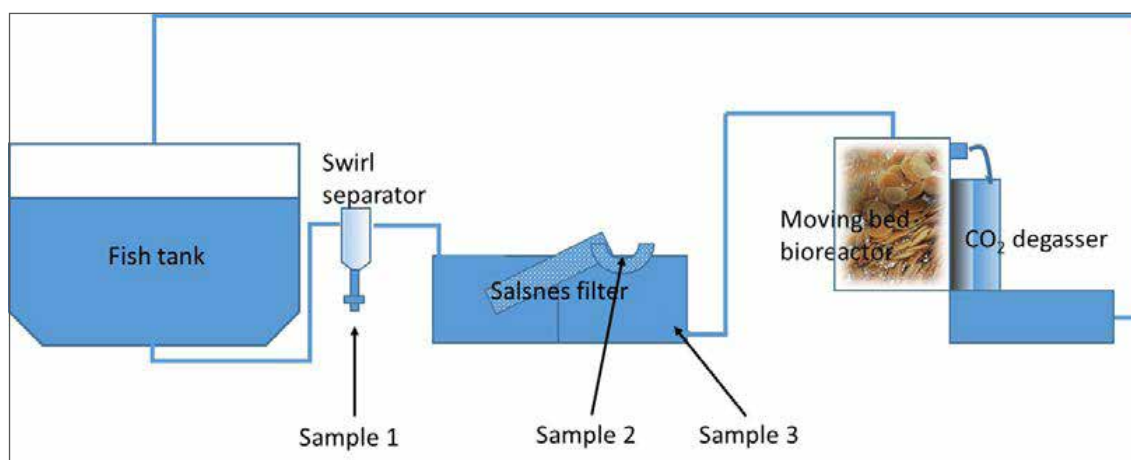 Swirl
separator
Fish tank
Salsnes filter
Moving bed
bioreactor
CO₂ degasser
Sample 1
Sample 2
Sample 3